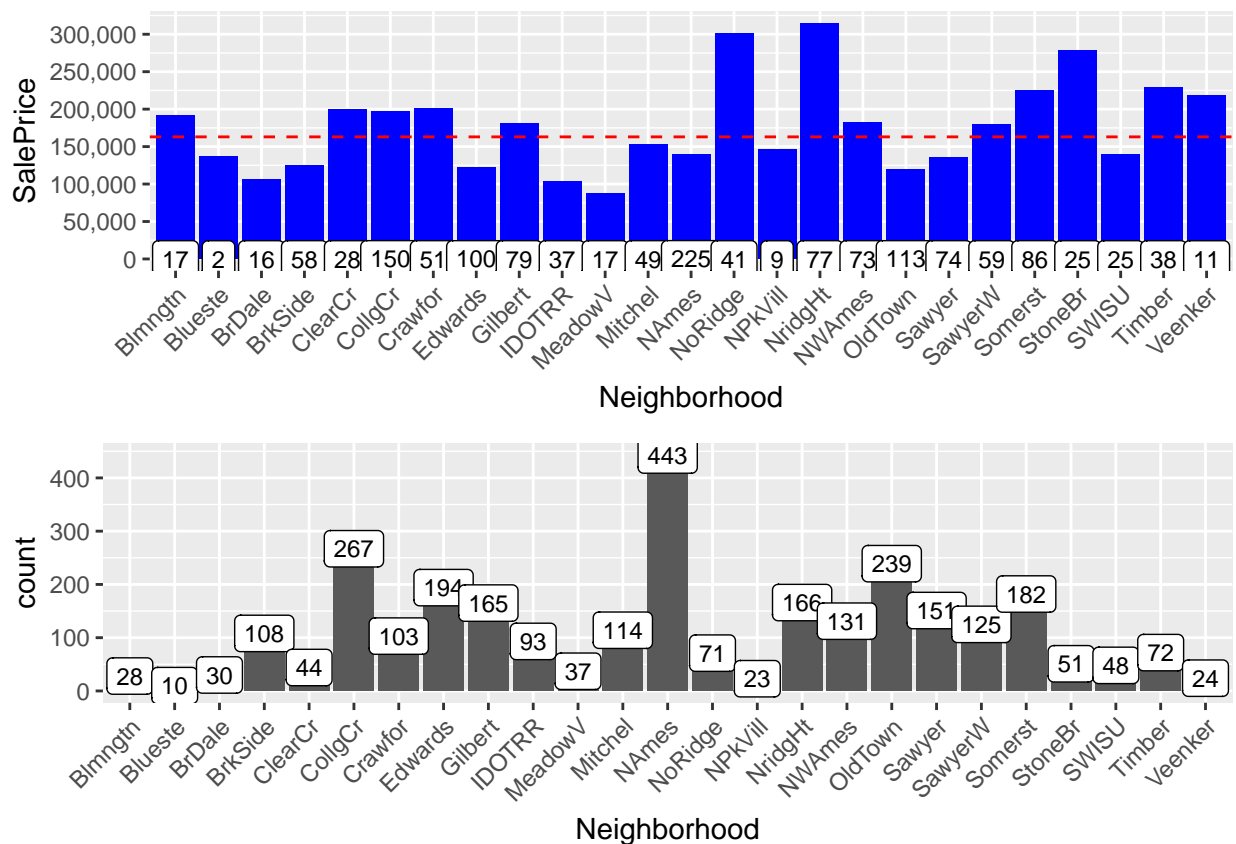 SalePrice
300,000
250,000
200,000
150,000
100,000
50,000
0
17 2 16 58 28 150 51 100 79 37 17 49 225 41 9 77 73 113 74 59 86 25 25 38 11
Blmngtn Blueste BrDale BrkSide ClearCr CollgCr Crawfor Edwards Gilbert IDOTRR MeadowV Mitchel NAmes NoRidge NPkVill NridgHt NWAmes OldTown Sawyer SawyerW Somerst StoneBr SWISU Timber Veenker
Neighborhood
count
400
300
200
100
0
28 10 30 108 44 267 103 194 165 93 37 114 443 71 23 166 131 239 151 125 182 51 48 72 24
Blmngtn Blueste BrDale BrkSide ClearCr CollgCr Crawfor Edwards Gilbert IDOTRR MeadowV Mitchel NAmes NoRidge NPkVill NridgHt NWAmes OldTown Sawyer SawyerW Somerst StoneBr SWISU Timber Veenker
Neighborhood